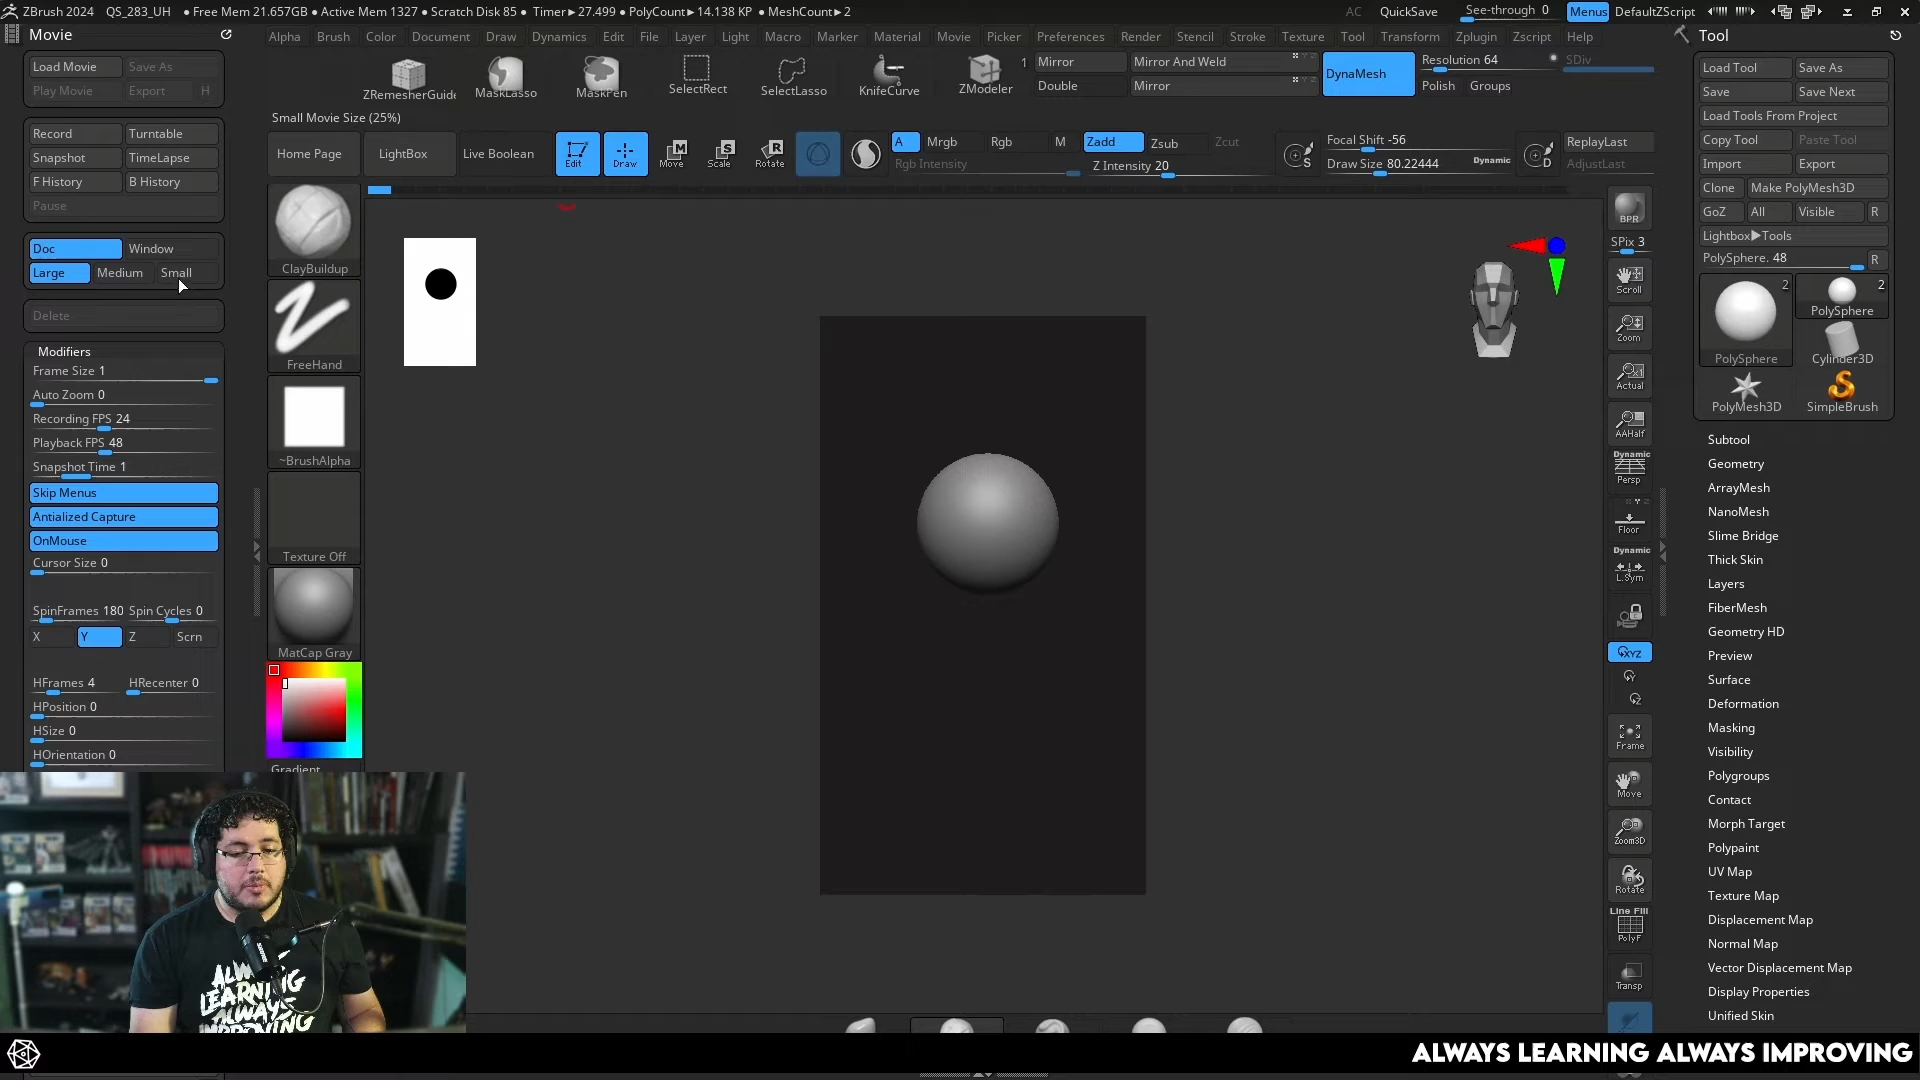 ZBrush 2024 QS_283_UH • Free Mem 21.657GB • Active Mem 1327 • Scratch Disk 85 • Timer▶27.499 • PolyCount▶14.138 KP • MeshCount▶2 AC QuickSave See-through 0 Menus DefaultZScript
Movie
Load Movie Save As
Play Movie Export H
Record Turntable
Snapshot TimeLapse
F History B History
Pause
Doc Window
Large Medium Small
Delete
Modifiers
Frame Size 1
Auto Zoom 0
Recording FPS 24
Playback FPS 48
Snapshot Time 1
Skip Menus
Antialized Capture
OnMouse
Cursor Size 0
SpinFrames 180 Spin Cycles 0
X Y Z Scrn
HFrames 4 HRecenter 0
HPosition 0
HSize 0
HOrientation 0
Alpha Brush Color Document Draw Dynamics Edit File Layer Light Macro Marker Material Movie Picker Preferences Render Stencil Stroke Texture Tool Transform Zplugin Zscript Help
ZRemesherGuide MaskLasso MaskPen SelectRect SelectLasso KnifeCurve ZModeler 1
Mirror Mirror And Weld
Double Mirror
DynaMesh
Resolution 64 SDiv
Polish Groups
Small Movie Size (25%)
Home Page LightBox Live Boolean Edit Draw Move Scale Rotate
A Mrgb Rgb M Zadd Zsub Zcut
Rgb Intensity Z Intensity 20
S
Focal Shift -56
Draw Size 80.22444 Dynamic
D
ReplayLast
AdjustLast
ClayBuildup
FreeHand
~BrushAlpha
Texture Off
MatCap Gray
Gradient
BPR
SPix 3
Scroll
Zoom
Actual
AAHalf
Dynamic
Persp
Floor
Dynamic
L.Sym
XYZ
Y
Z
Frame
Move
Zoom3D
Rotate
Line Fill
PolyF
Transp
Tool
Load Tool Save As
Save Save Next
Load Tools From Project
Copy Tool Paste Tool
Import Export
Clone Make PolyMesh3D
GoZ All Visible R
Lightbox▶Tools
PolySphere. 48 R
2 2
PolySphere
PolySphere Cylinder3D
PolyMesh3D SimpleBrush
Subtool
Geometry
ArrayMesh
NanoMesh
Slime Bridge
Thick Skin
Layers
FiberMesh
Geometry HD
Preview
Surface
Deformation
Masking
Visibility
Polygroups
Contact
Morph Target
Polypaint
UV Map
Texture Map
Displacement Map
Normal Map
Vector Displacement Map
Display Properties
Unified Skin
ALWAYS
LEARNING
ALWAYS
IMPROVING
ALWAYS LEARNING ALWAYS IMPROVING